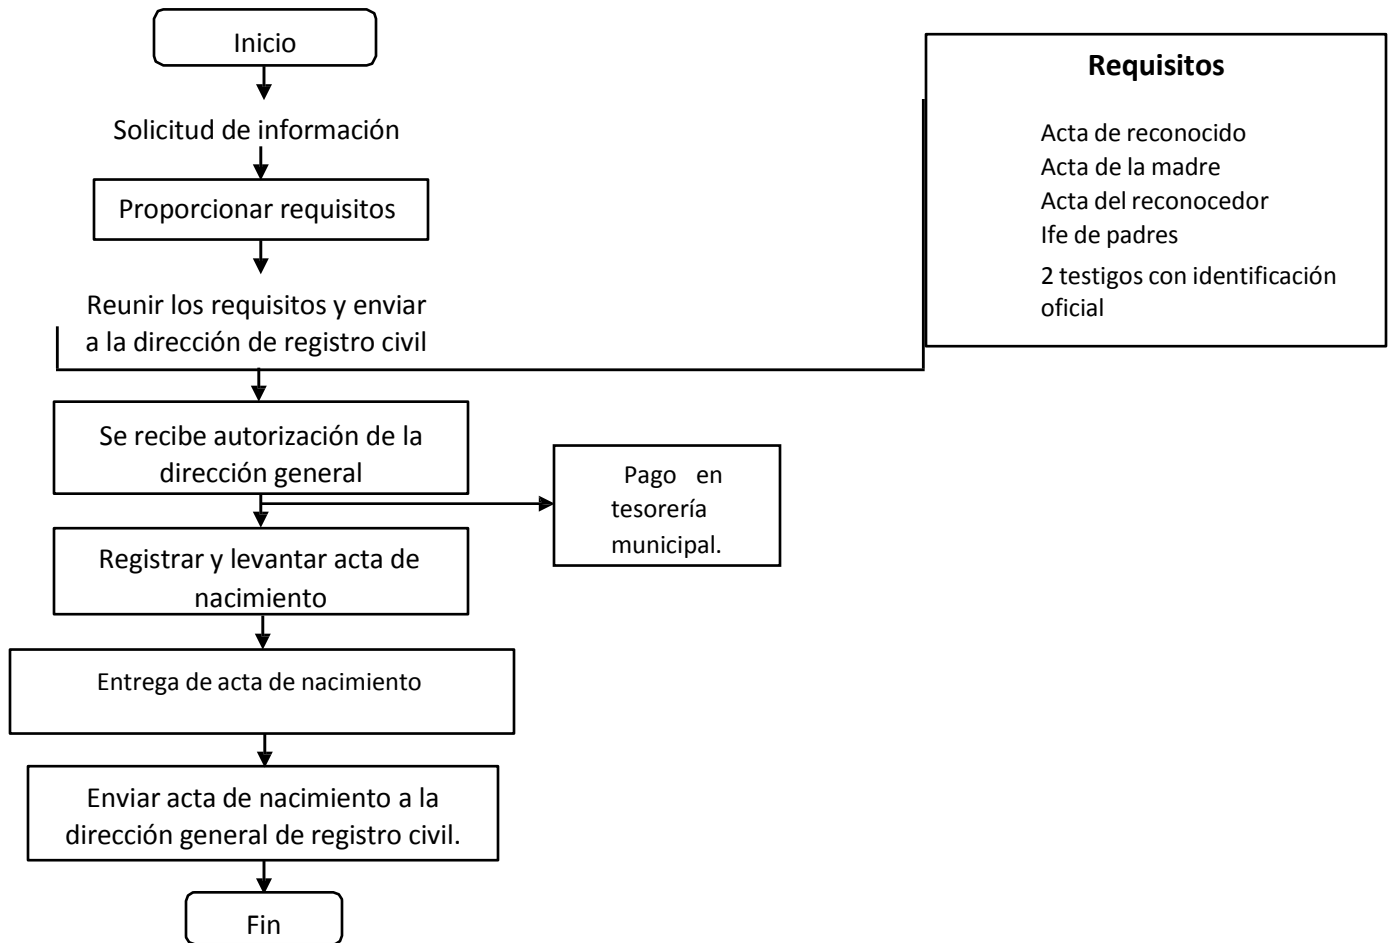 Inicio
Solicitud de información
Proporcionar requisitos
Reunir los requisitos y enviar
a la dirección de registro civil
Requisitos
Acta de reconocido
Acta de la madre
Acta del reconocedor
Ife de padres
2 testigos con identificación
oficial
Se recibe autorización de la
dirección general
Pago en
tesorería
municipal.
Registrar y levantar acta de
nacimiento
Entrega de acta de nacimiento
Enviar acta de nacimiento a la
dirección general de registro civil.
Fin